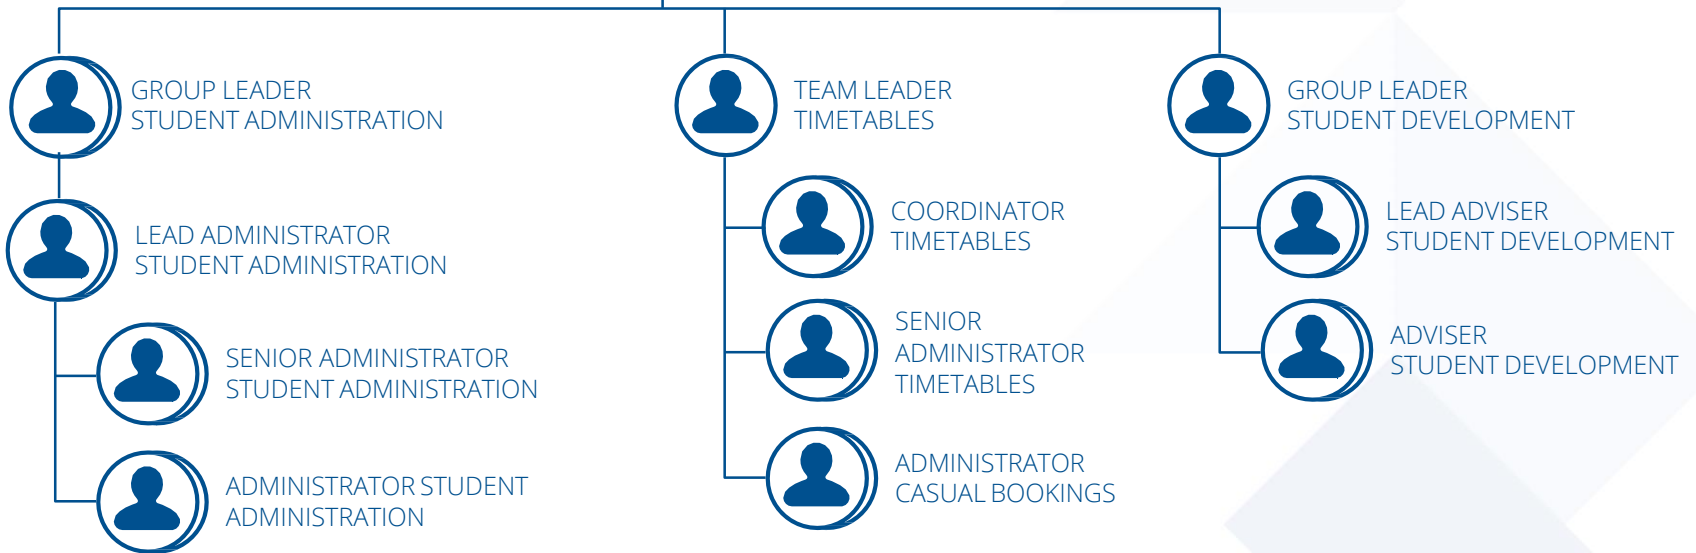 GROUP LEADER
STUDENT ADMINISTRATION
LEAD ADMINISTRATOR
STUDENT ADMINISTRATION
SENIOR ADMINISTRATOR
STUDENT ADMINISTRATION
ADMINISTRATOR STUDENT
ADMINISTRATION
TEAM LEADER
TIMETABLES
COORDINATOR
TIMETABLES
SENIOR
ADMINISTRATOR
TIMETABLES
ADMINISTRATOR
CASUAL BOOKINGS
GROUP LEADER
STUDENT DEVELOPMENT
LEAD ADVISER
STUDENT DEVELOPMENT
ADVISER
STUDENT DEVELOPMENT